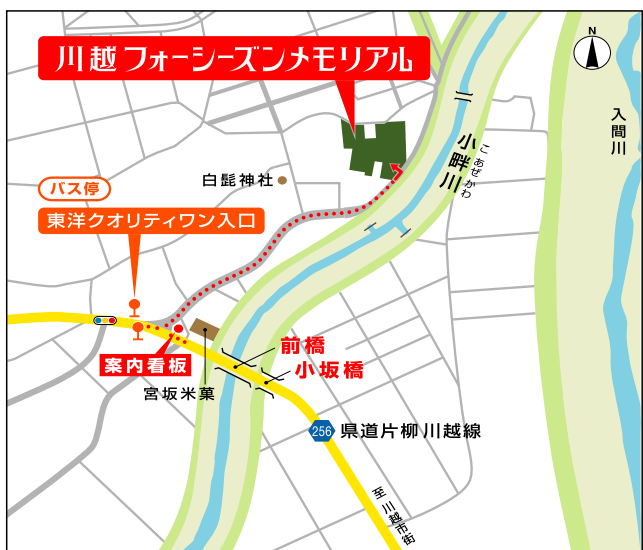 川越フォーシーズンメモリアル
N
入間川
こあぜかわ
小畔川
白髭神社
バス停
東洋クオリティワン入口
案内看板
宮坂米菓
前橋
小坂橋
256
県道片柳川越線
至 川越市街